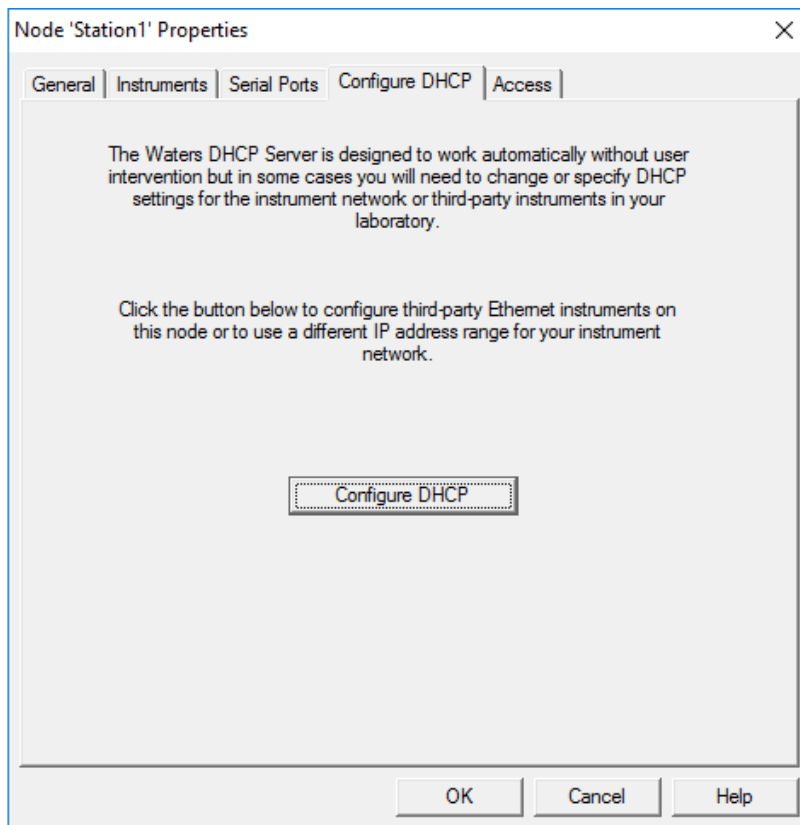 Node 'Station1' Properties
General
Instruments
Serial Ports
Configure DHCP
Access
The Waters DHCP Server is designed to work automatically without user
intervention but in some cases you will need to change or specify DHCP
settings for the instrument network or third-party instruments in your
laboratory.
Click the button below to configure third-party Ethernet instruments on
this node or to use a different IP address range for your instrument
network.
Configure DHCP
OK
Cancel
Help